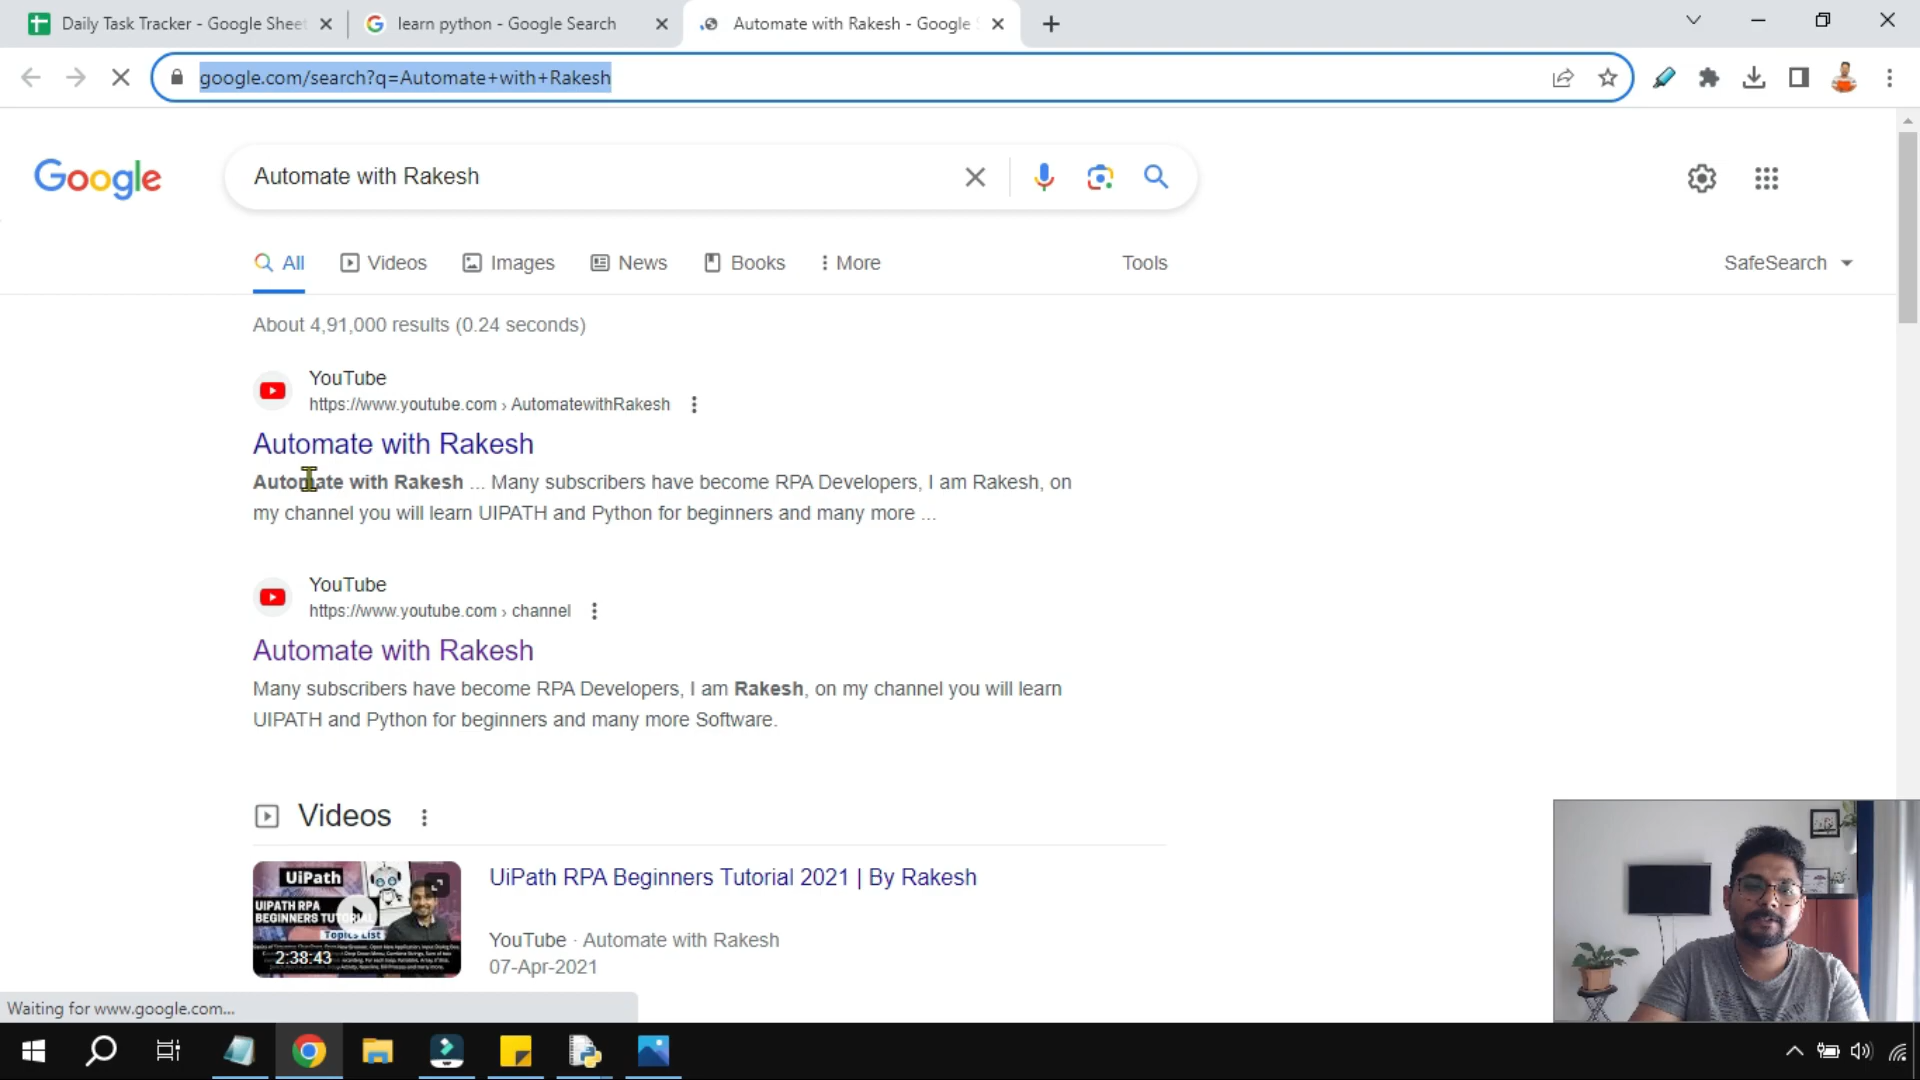 Daily Task Tracker - Google Sheet
learn python - Google Search
Automate with Rakesh - Google S
google.com/search?q=Automate+with+Rakesh
Google
Automate with Rakesh
All
Videos
Images
News
Books
More
Tools
SafeSearch
About 4,91,000 results (0.24 seconds)
YouTube
https://www.youtube.com › AutomatewithRakesh
Automate with Rakesh
Automate with Rakesh ... Many subscribers have become RPA Developers, I am Rakesh, on
my channel you will learn UIPATH and Python for beginners and many more ...
YouTube
https://www.youtube.com › channel
Automate with Rakesh
Many subscribers have become RPA Developers, I am Rakesh, on my channel you will learn
UIPATH and Python for beginners and many more Software.
Videos
UiPath
UIPATH RPA
BEGINNERS TUTORIAL
Topics List
2:38:43
UiPath RPA Beginners Tutorial 2021 | By Rakesh
YouTube · Automate with Rakesh
07-Apr-2021
Waiting for www.google.com...